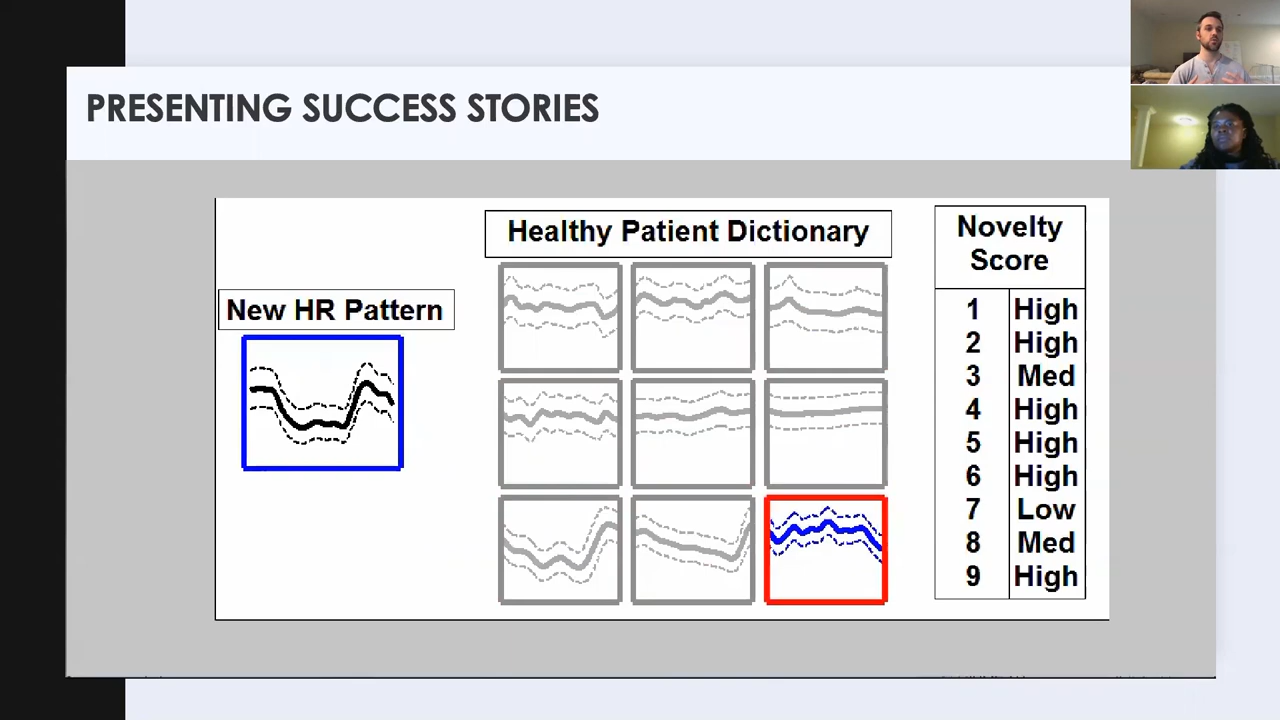 PRESENTING SUCCESS STORIES
New HR Pattern
Healthy Patient Dictionary
Novelty
Score
1 High
2 High
3 Med
4 High
5 High
6 High
7 Low
8 Med
9 High